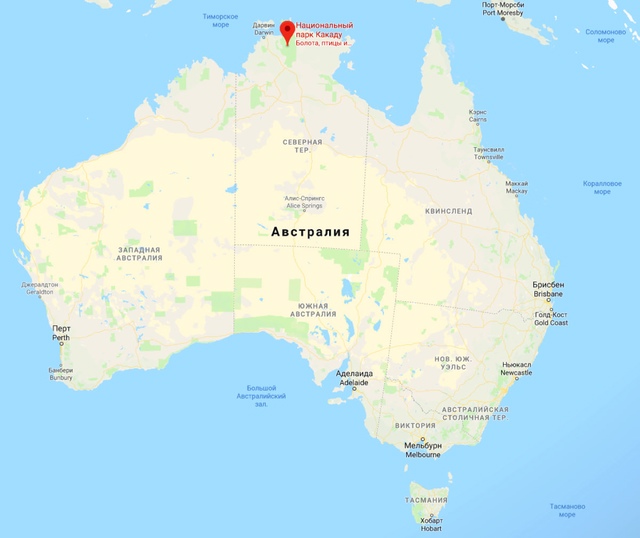 Порт-Морсби
Port Moresby
Тиморское
море
Дарвин
Darwin
Национальный
парк Какаду
Болота, птицы и..
Соломоново
море
Кэрнс
Cairns
СЕВЕРНАЯ
ТЕР.
Таунсвилл
Townsville
Маккай
Mackay
Коралловое
море
Алис-Спрингс
Alice Springs
КВИНСЛЕНД
Австралия
ЗАПАДНАЯ
АВСТРАЛИЯ
Джералдтон
Geraldton
Брисбен
Brisbane
ЮЖНАЯ
АВСТРАЛИЯ
Голд-Кост
Gold Coast
Перт
Perth
НОВ. ЮЖ.
УЭЛЬС
Ньюкасл
Newcastle
Банбери
Bunbury
Аделаида
Adelaide
Большой
Австралийский
зал.
АВСТРАЛИЙСКАЯ
СТОЛИЧНАЯ ТЕР
ВИКТОРИЯ
Мельбурн
Melbourne
ТАСМАНИЯ
Тасманово
море
Хобарт
Hobart